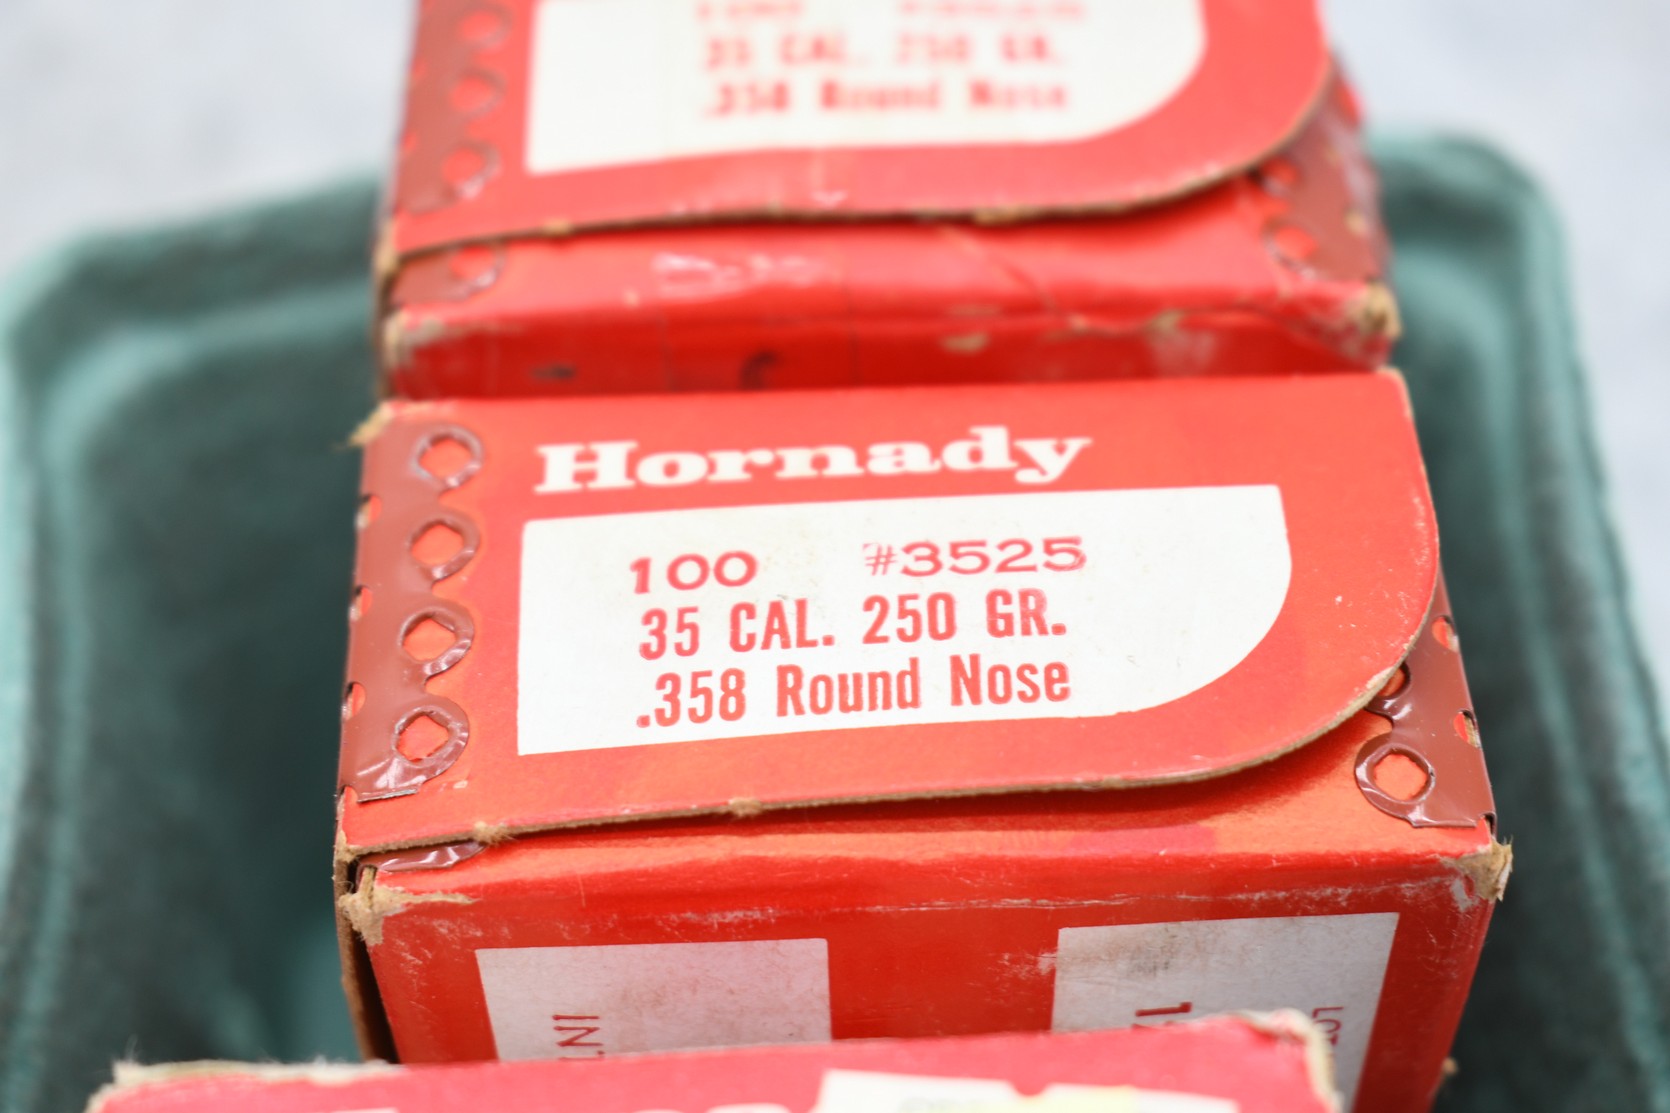 35 CAL. 250 GR.
.358 Round Nose
Hornady
100 #3525
35 CAL. 250 GR.
.358 Round Nose